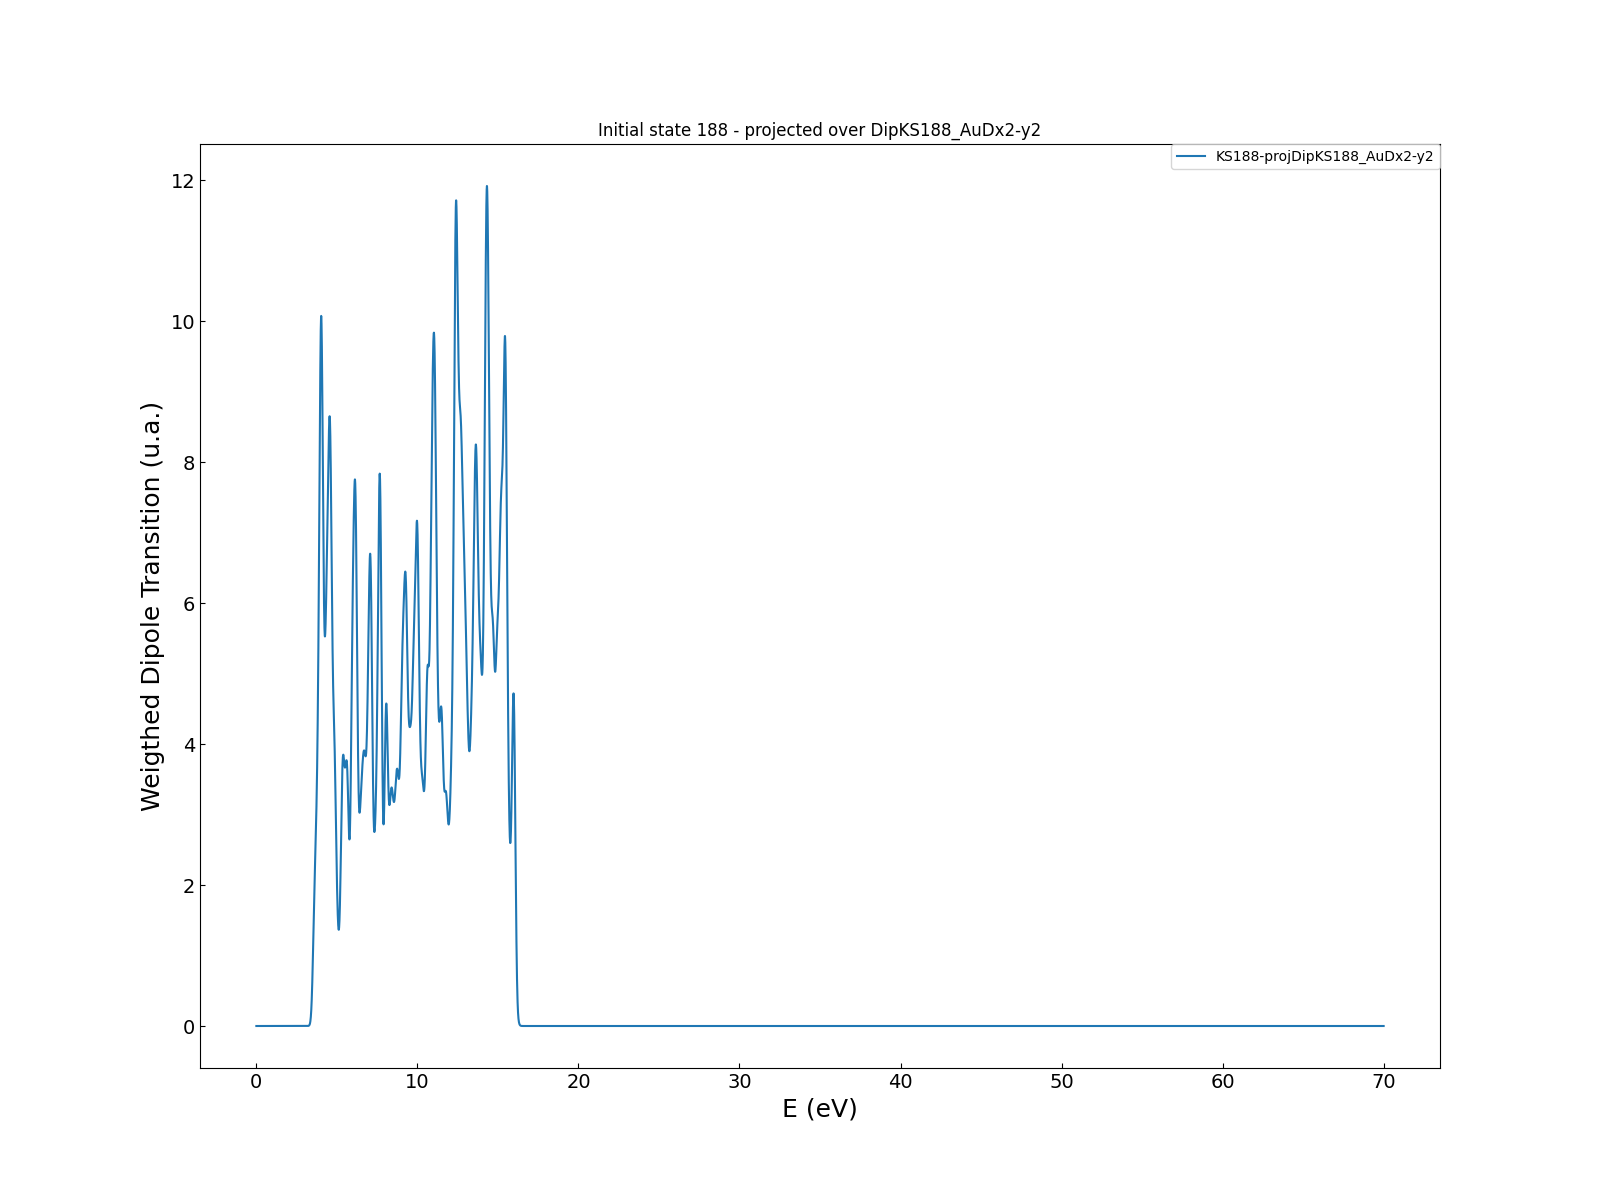 Initial state 188 - projected over DipKS188_AuDx2-y2
KS188-projDipKS188_AuDx2-y2
12
10
8
6
4
2
0
Weigthed Dipole Transition (u.a.)
0 10 20 30 40 50 60 70
E (eV)